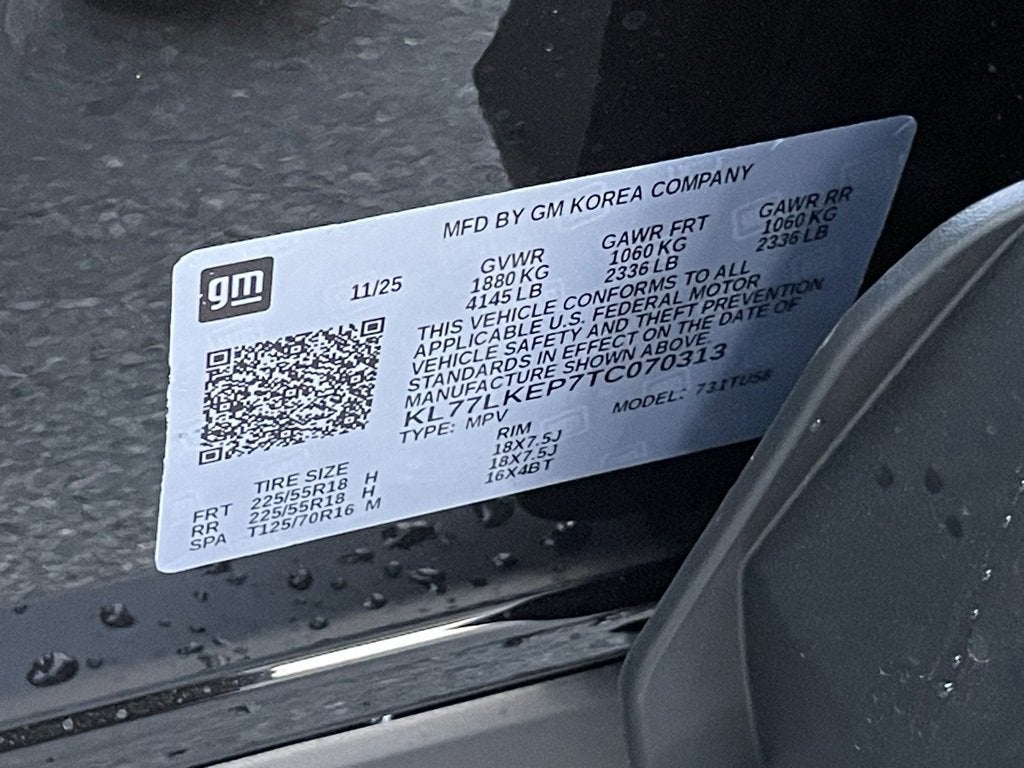 MFD BY GM KOREA COMPANY
gm
11/25
GVWR
1880 KG
4145 LB
GAWR FRT
1060 KG
2336 LB
GAWR RR
1060 KG
2336 LB
THIS VEHICLE CONFORMS TO ALL
APPLICABLE U.S. FEDERAL MOTOR
VEHICLE SAFETY AND THEFT PREVENTION
STANDARDS IN EFFECT ON THE DATE OF
MANUFACTURE SHOWN ABOVE.
KL77LKEP7TC070313
TYPE: MPV
MODEL: 731TU58
TIRE SIZE RIM
FRT 225/55R18 H 18X7.5J
RR 225/55R18 H 18X7.5J
SPA T125/70R16 M 16X4BT